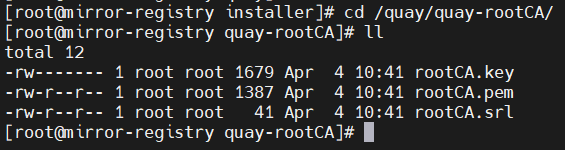 [root@mirror-registry installer]# cd /quay/quay-rootCA/
[root@mirror-registry quay-rootCA]# ll
total 12
-rw------- 1 root root 1679 Apr  4 10:41 rootCA.key
-rw-r--r-- 1 root root 1387 Apr  4 10:41 rootCA.pem
-rw-r--r-- 1 root root   41 Apr  4 10:41 rootCA.srl
[root@mirror-registry quay-rootCA]#